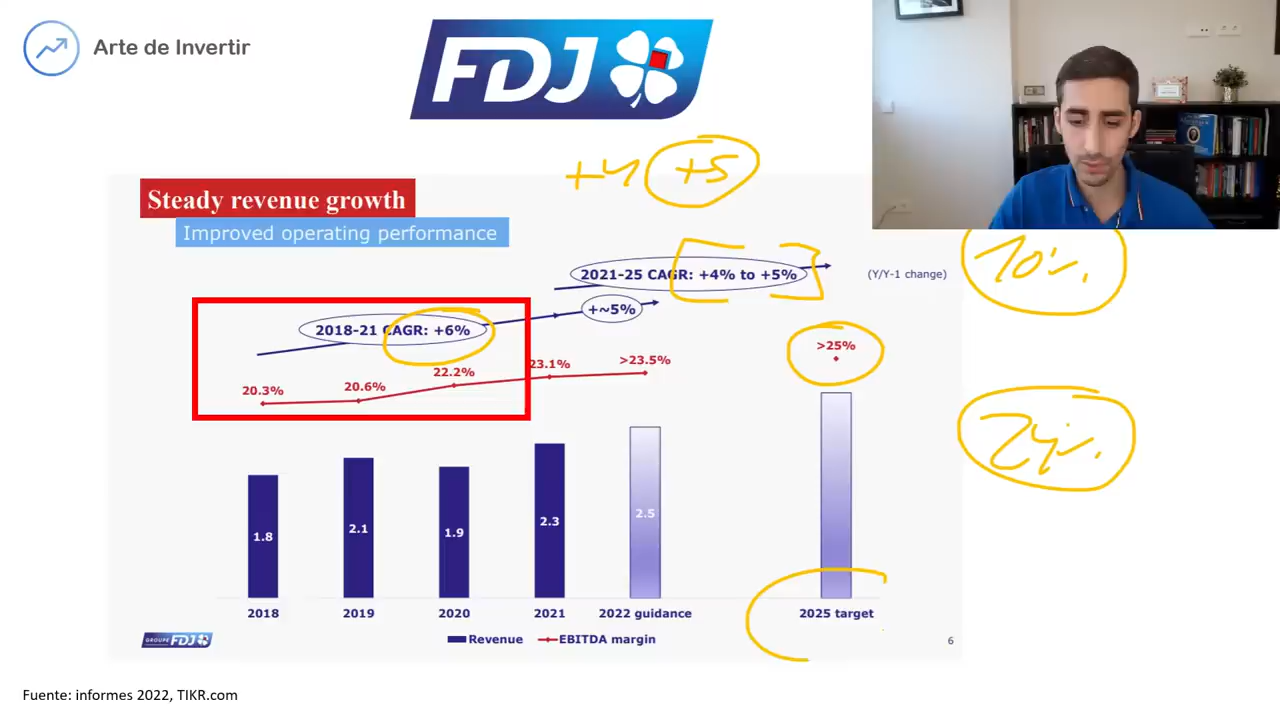 Arte de Invertir
FDJ
+4 +5
Steady revenue growth
Improved operating performance
2021-25 CAGR: +4% to +5%
(Y/Y-1 change)
10%.
+~5%
2018-21 CAGR: +6%
>25%
20.3%
20.6%
22.2%
23.1%
>23.5%
24%.
1.8
2.1
1.9
2.3
2.5
2018
2019
2020
2021
2022 guidance
2025 target
Revenue
EBITDA margin
GROUPE FDJ
6
Fuente: informes 2022, TIKR.com